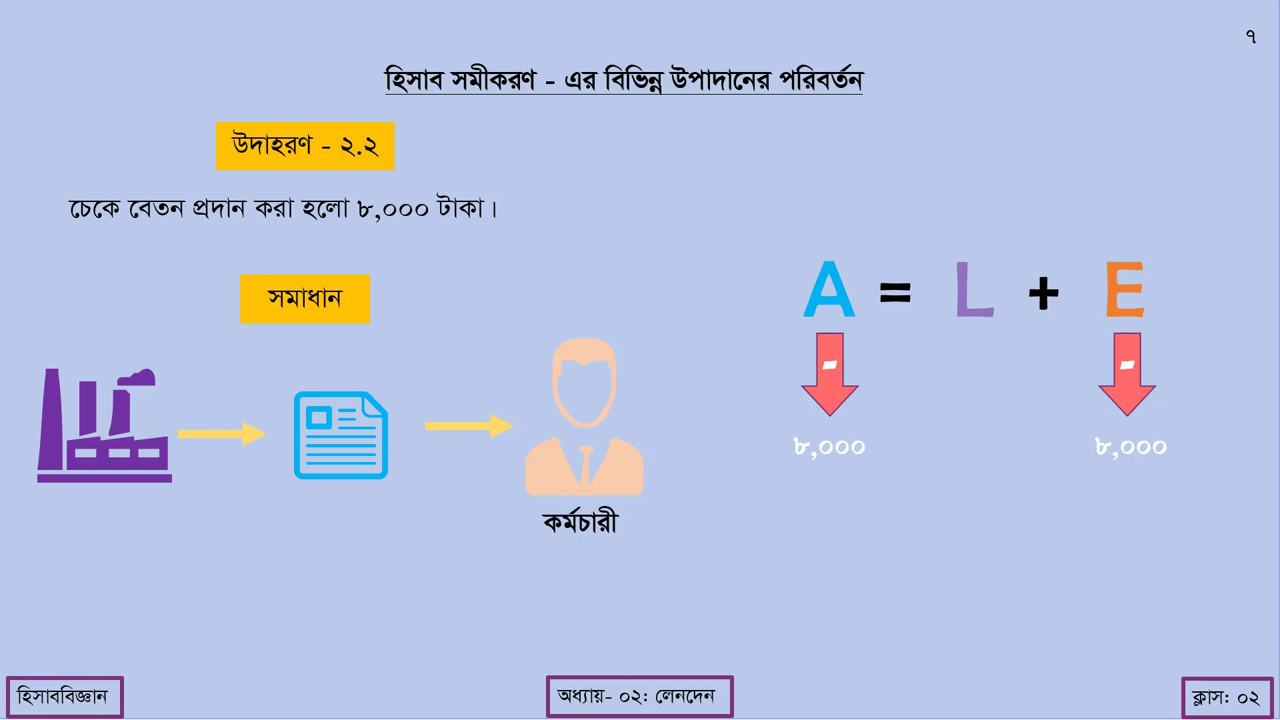 ৭
হিসাব সমীকরণ - এর বিভিন্ন উপাদানের পরিবর্তন
উদাহরণ - ২.২
চেকে বেতন প্রদান করা হলো ৮,০০০ টাকা।
সমাধান
A = L + E
- -
৮,০০০ ৮,০০০
কর্মচারী
হিসাববিজ্ঞান
অধ্যায়- ০২: লেনদেন
ক্লাস: ০২